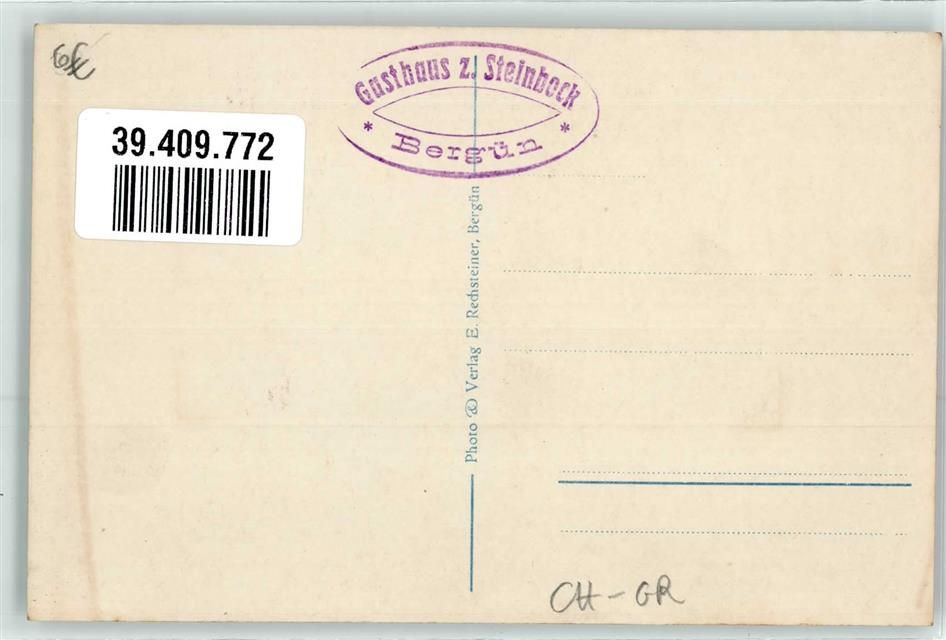 Gasthaus z. Steinbock
* Bergün *
39.409.772
Photo & Verlag E. Rechsteiner, Bergün
CH-GR